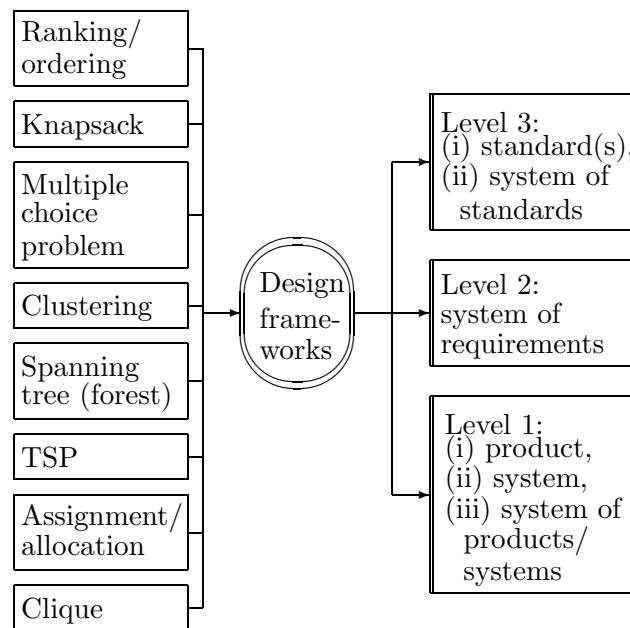 Ranking/
ordering
Knapsack
Multiple
choice
problem
Clustering
Spanning
tree (forest)
TSP
Assignment/
allocation
Clique
Design
frame-
works
Level 3:
(i) standard(s),
(ii) system of
standards
Level 2:
system of
requirements
Level 1:
(i) product,
(ii) system,
(iii) system of
products/
systems